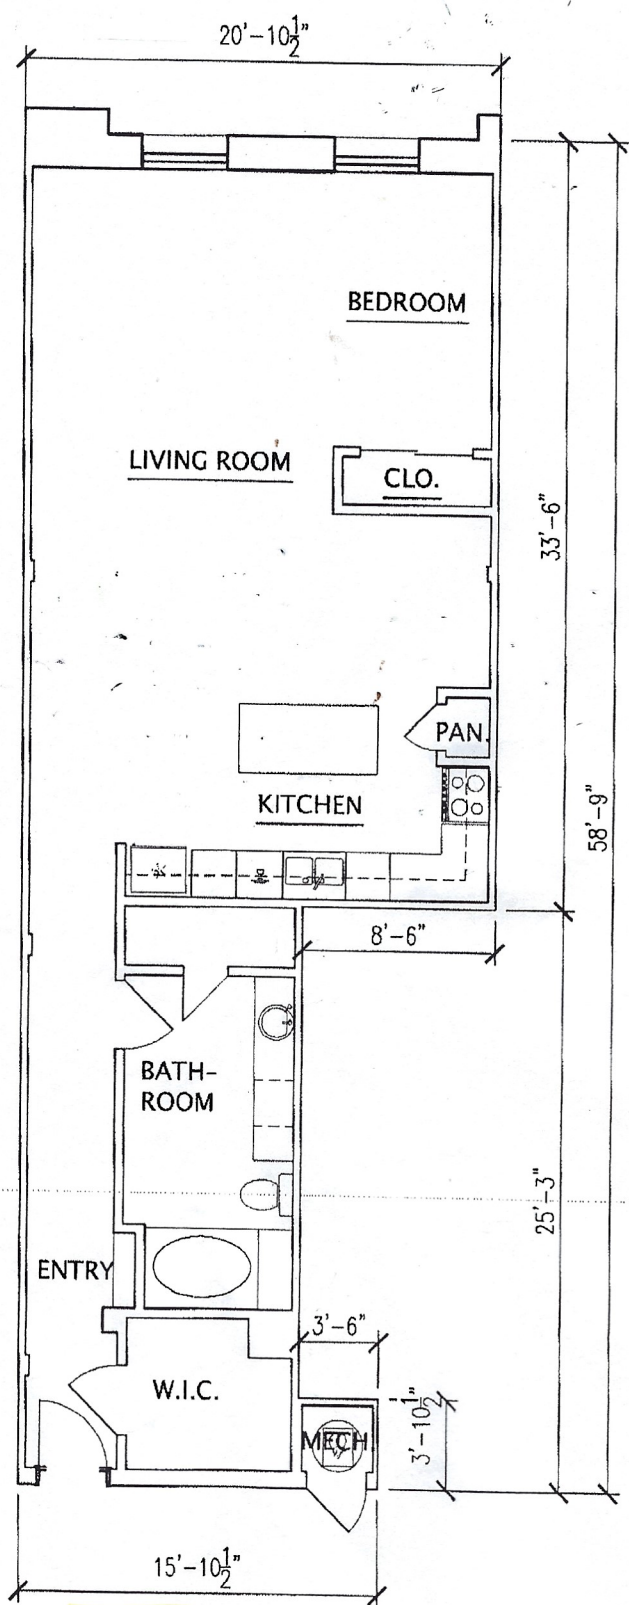 20'-10½"
BEDROOM
LIVING ROOM
CLO.
33'-6"
PAN.
KITCHEN
58'-9"
8'-6"
BATH-
ROOM
25'-3"
ENTRY
3'-6"
W.I.C.
3'-10½"
MECH.
15'-10½"